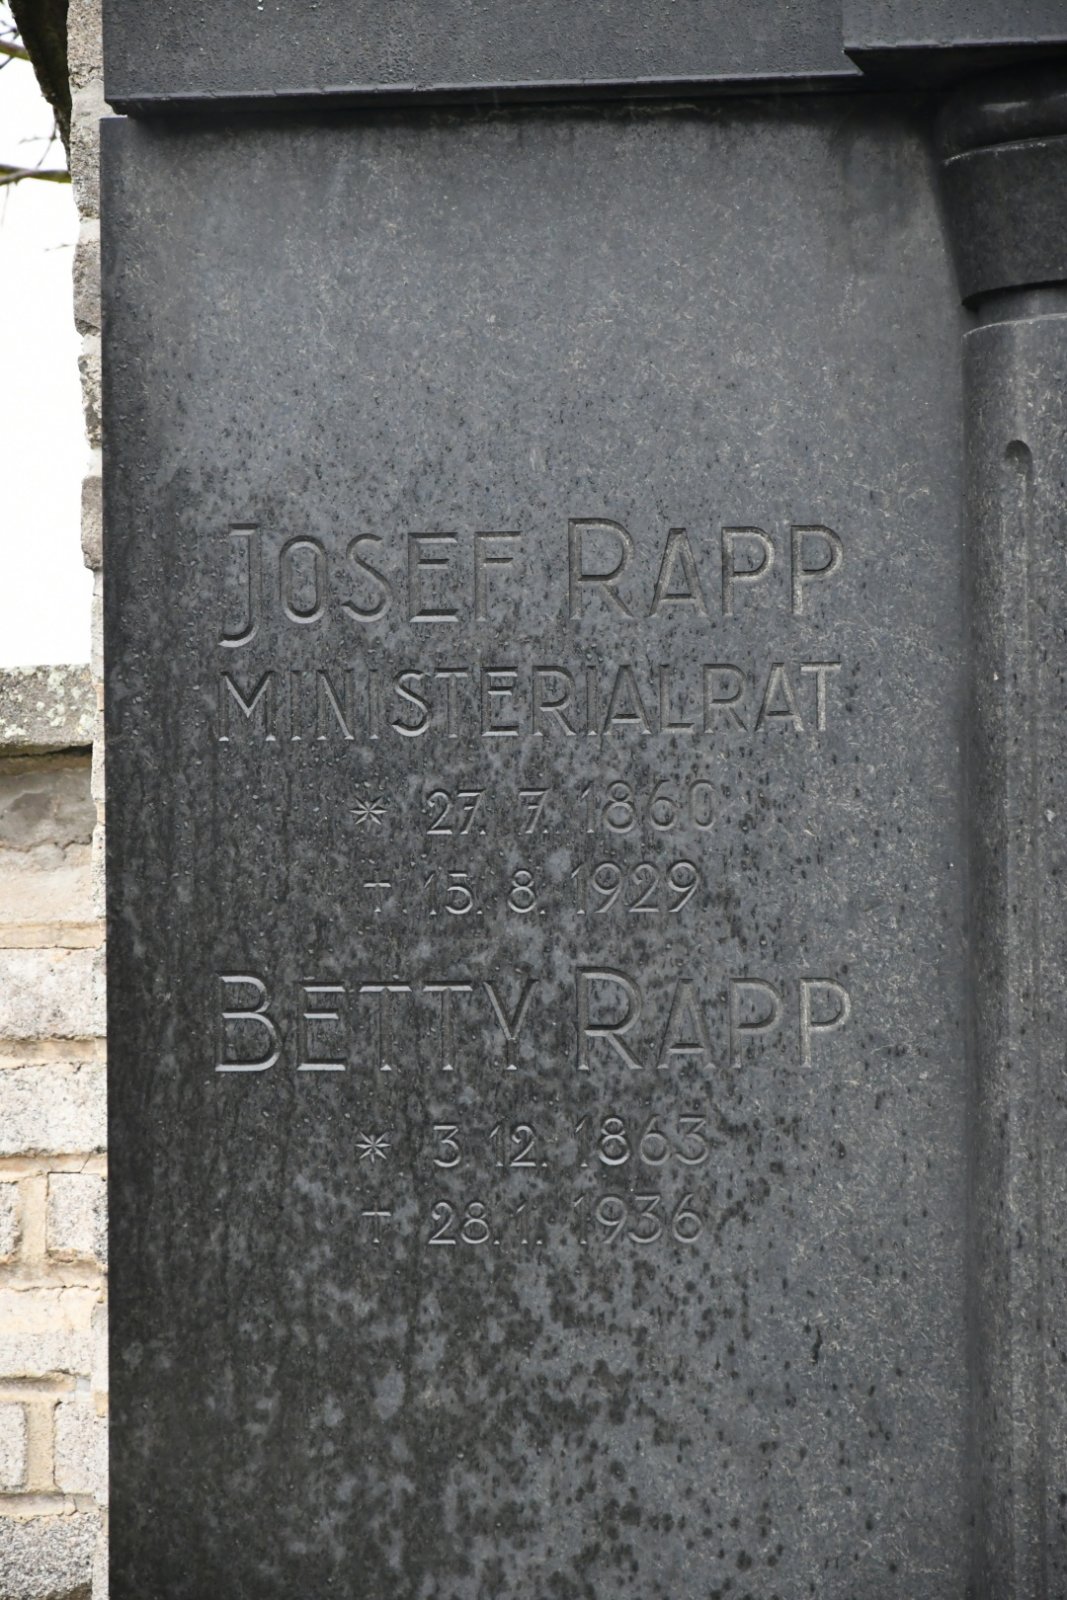 JOSEF RAPP
MINISTERIALRAT
* 27. 7. 1860
† 15. 8. 1929
BETTY RAPP
* 3. 12. 1863
† 28. 1. 1936